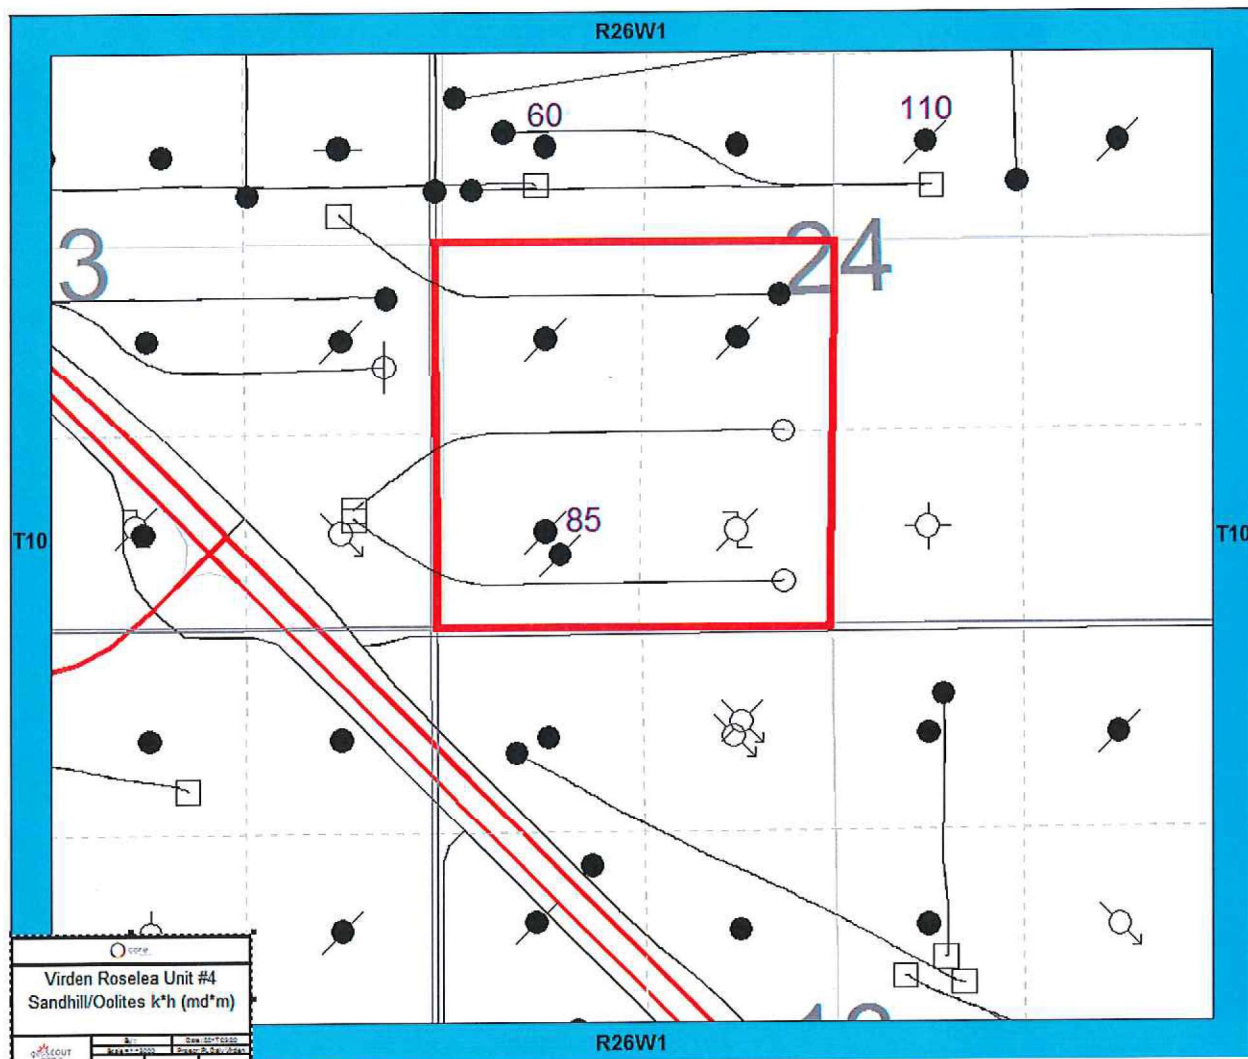 R26W1
60
110
3
24
85
T10
T10
Virden Roselea Unit #4
Sandhill/Oolites k*h (md*m)
R26W1